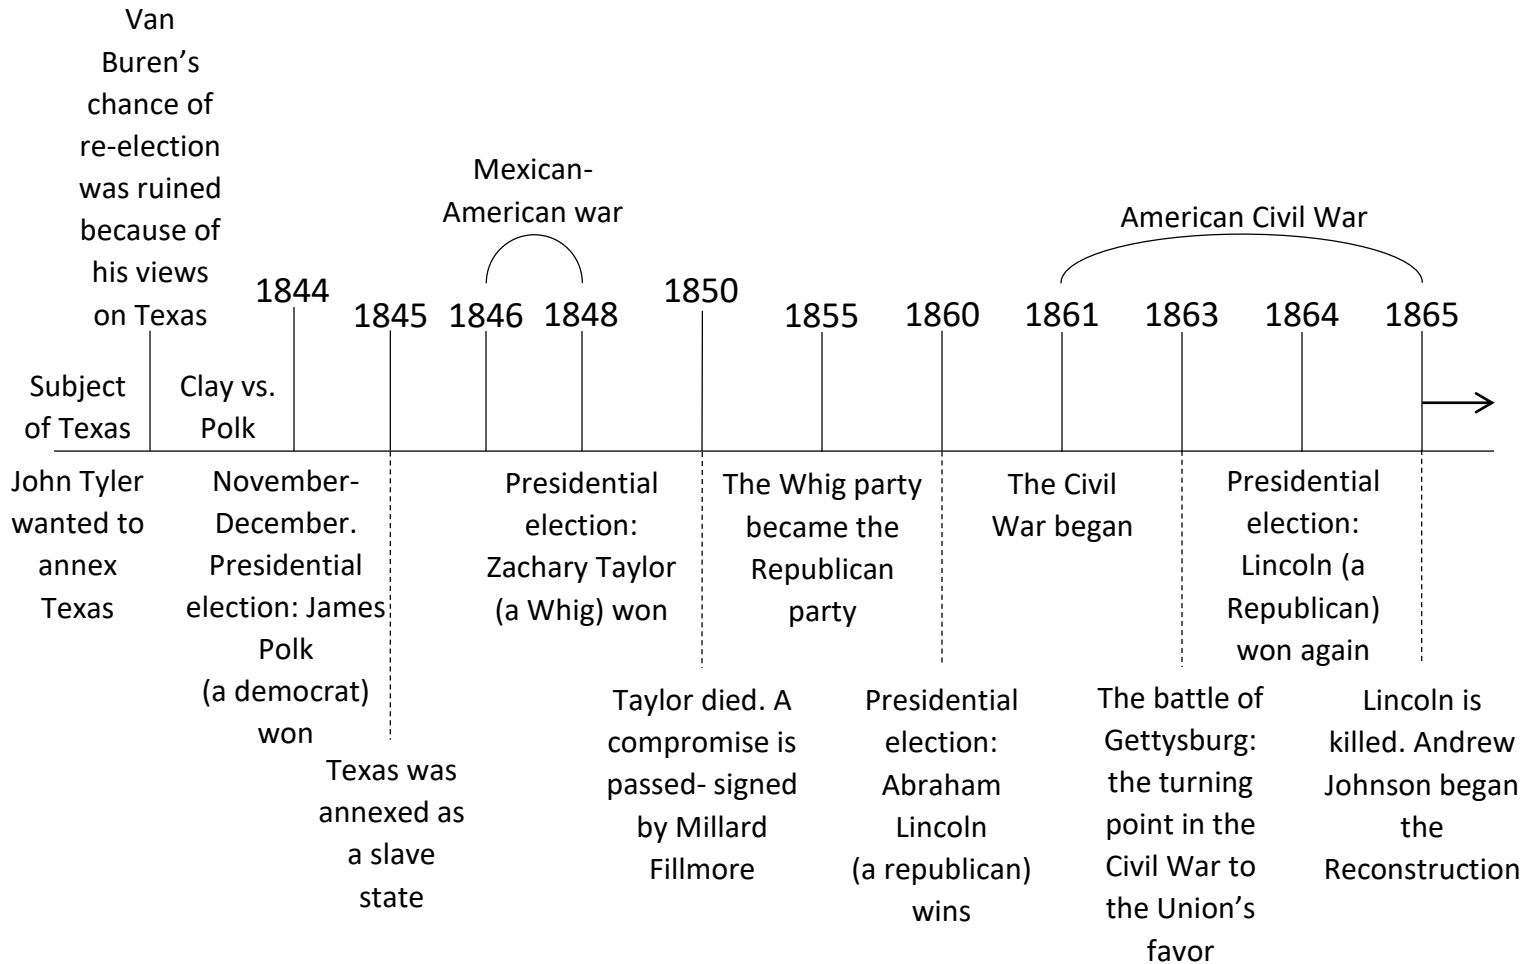 Van
Buren’s
chance of
re-election
was ruined
because of
his views
on Texas
Mexican-
American war
American Civil War
1844
1845
1846
1848
1850
1855
1860
1861
1863
1864
1865
Subject
of Texas
Clay vs.
Polk
John Tyler
wanted to
annex
Texas
November-
December.
Presidential
election: James
Polk
(a democrat)
won
Texas was
annexed as
a slave
state
Presidential
election:
Zachary Taylor
(a Whig) won
Taylor died. A
compromise is
passed- signed
by Millard
Fillmore
The Whig party
became the
Republican
party
Presidential
election:
Abraham
Lincoln
(a republican)
wins
The Civil
War began
The battle of
Gettysburg:
the turning
point in the
Civil War to
the Union’s
favor
Presidential
election:
Lincoln (a
Republican)
won again
Lincoln is
killed. Andrew
Johnson began
the
Reconstruction